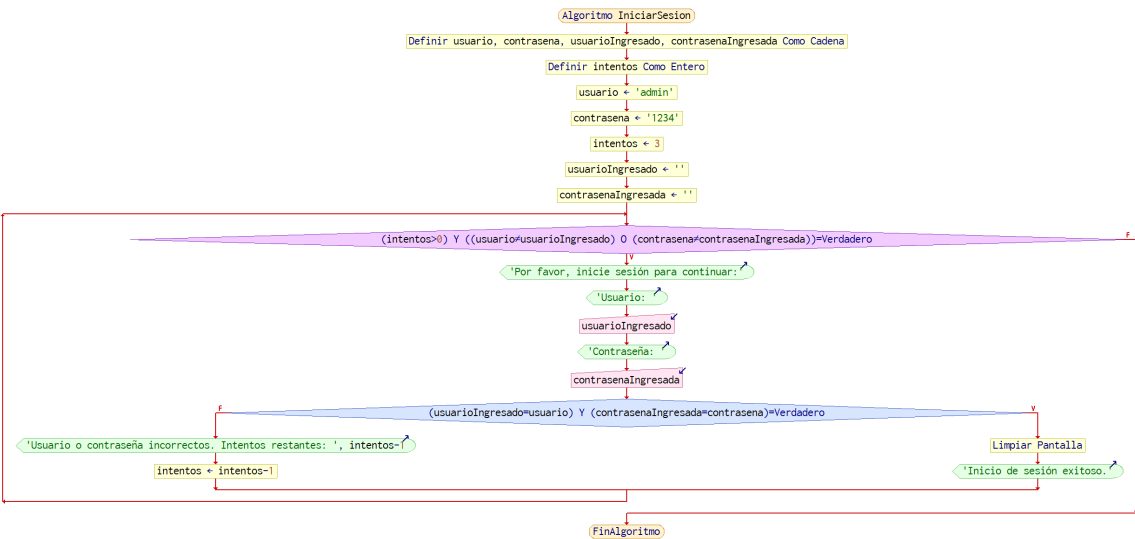 Algoritmo IniciarSesion
Definir usuario, contrasena, usuarioIngresado, contrasenaIngresada Como Cadena
Definir intentos Como Entero
usuario ← 'admin'
contrasena ← '1234'
intentos ← 3
usuarioIngresado ← ''
contrasenaIngresada ← ''
(intentos>0) Y ((usuario≠usuarioIngresado) O (contrasena≠contrasenaIngresada))=Verdadero
F
V
'Por favor, inicie sesión para continuar:
'Usuario:
usuarioIngresado
'Contraseña:
contrasenaIngresada
(usuarioIngresado=usuario) Y (contrasenaIngresada=contrasena)=Verdadero
F
V
'Usuario o contraseña incorrectos. Intentos restantes: ', intentos-1
Limpiar Pantalla
intentos ← intentos-1
'Inicio de sesión exitoso.
FinAlgoritmo